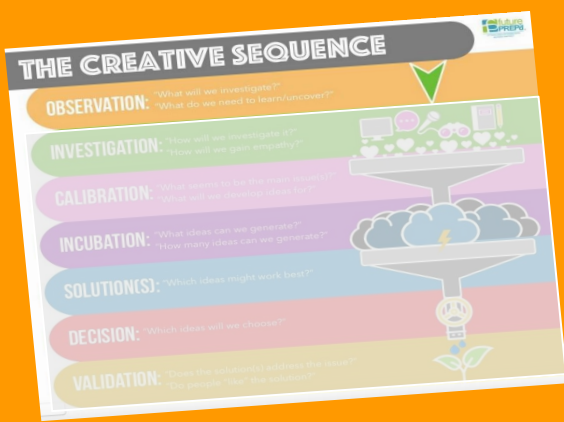 THE CREATIVE SEQUENCE
future
PREP'd
OBSERVATION: "What will we investigate?"
"What do we need to learn/uncover?"
INVESTIGATION: "How will we investigate it?"
"How will we gain empathy?"
CALIBRATION: "What seems to be the main issue(s)?"
"What will we develop ideas for?"
INCUBATION: "What ideas can we generate?"
"How many ideas can we generate?"
SOLUTION(S): "Which ideas might work best?"
DECISION: "Which ideas will we choose?"
VALIDATION: "Does the solution(s) address the issue?"
"Do people "like" the solution?"